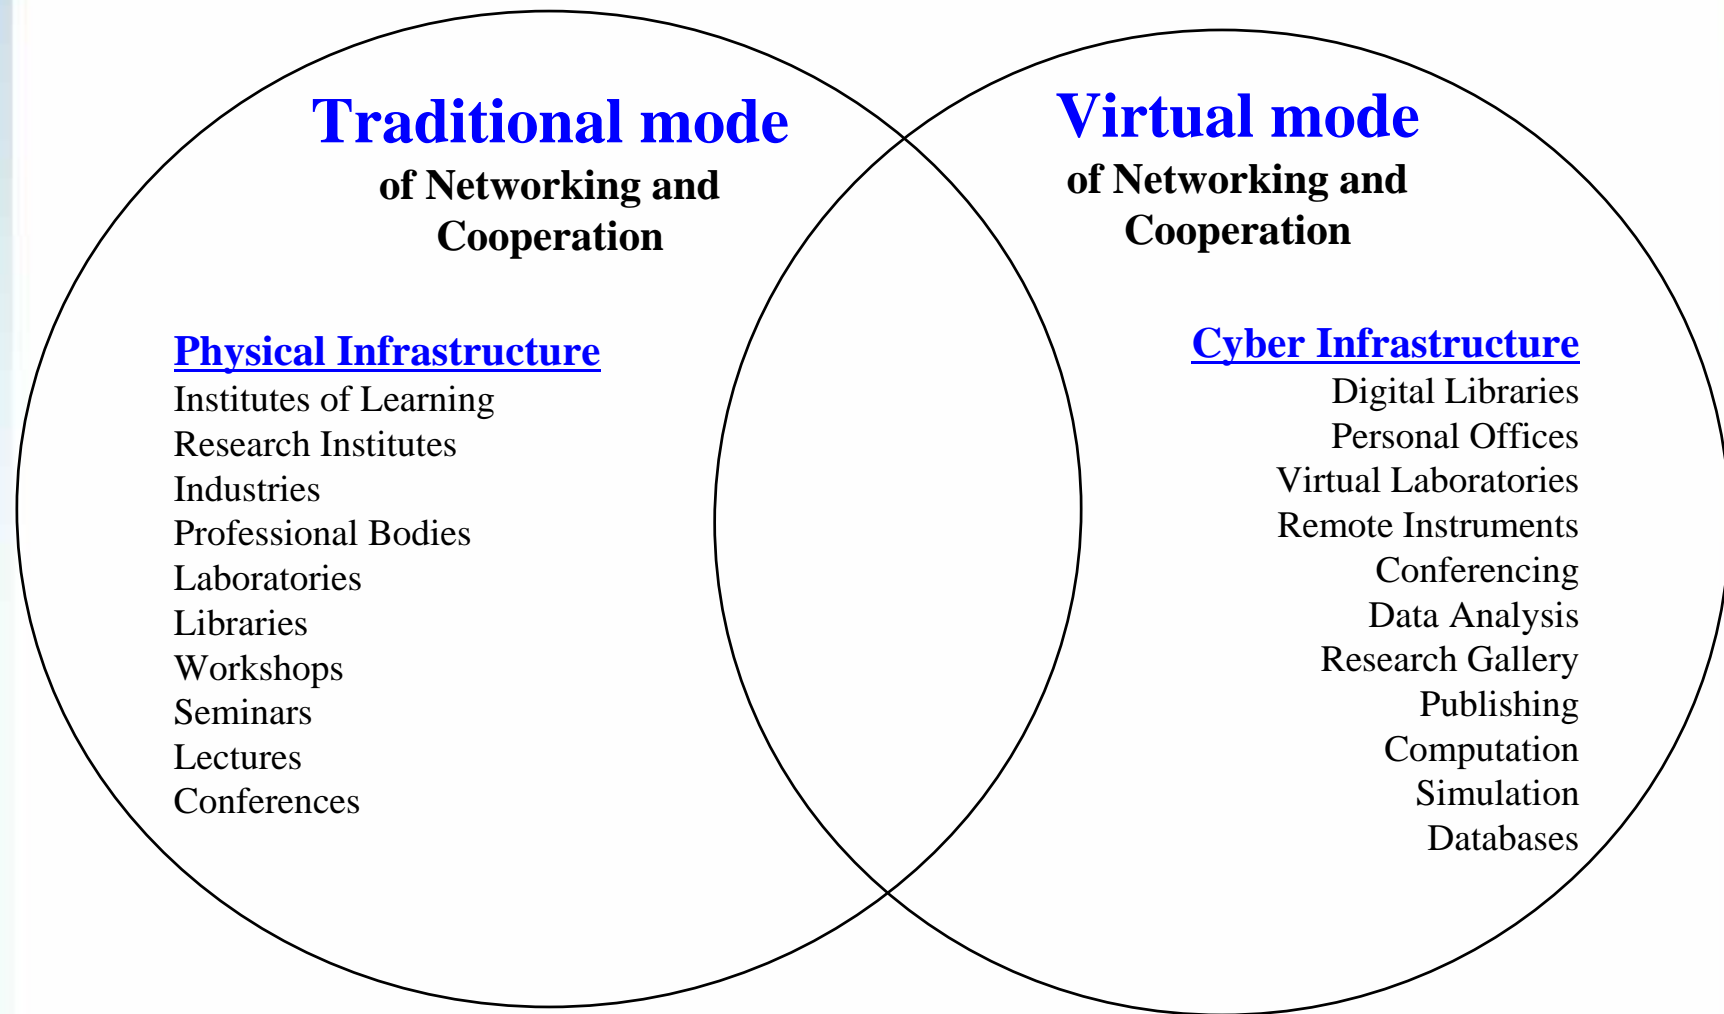 Traditional mode
of Networking and
Cooperation
Physical Infrastructure
Institutes of Learning
Research Institutes
Industries
Professional Bodies
Laboratories
Libraries
Workshops
Seminars
Lectures
Conferences
Virtual mode
of Networking and
Cooperation
Cyber Infrastructure
Digital Libraries
Personal Offices
Virtual Laboratories
Remote Instruments
Conferencing
Data Analysis
Research Gallery
Publishing
Computation
Simulation
Databases